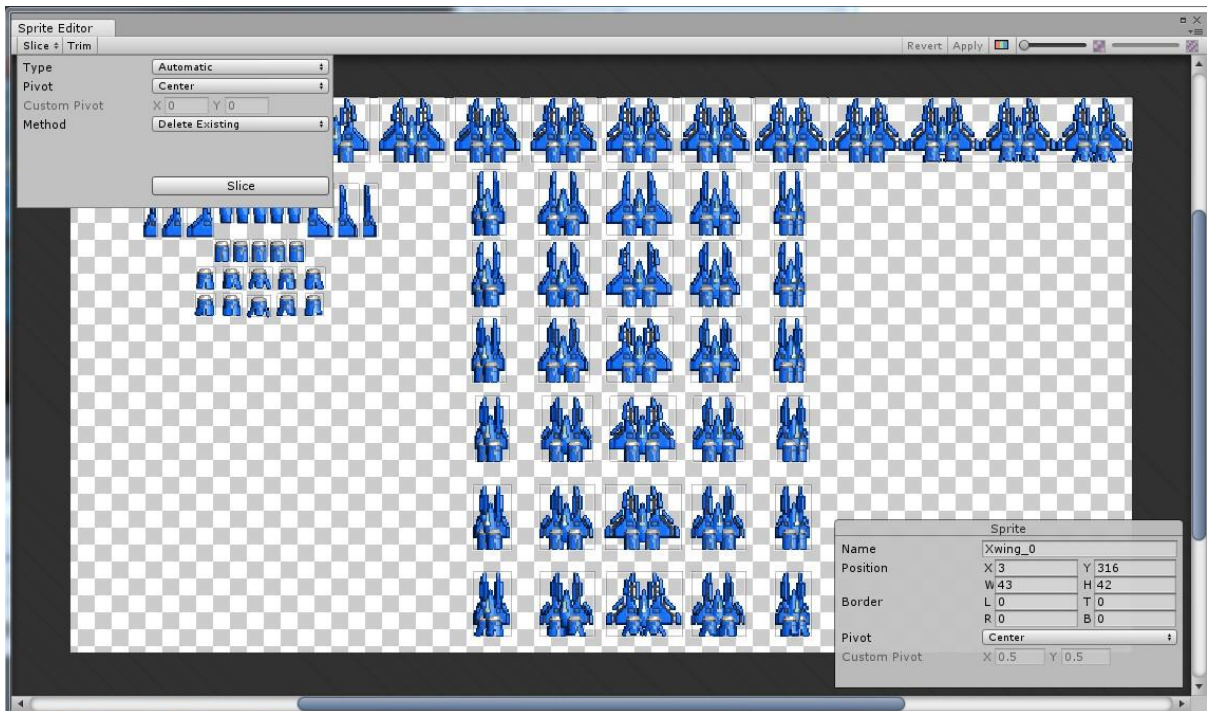 Sprite Editor
Slice Trim Revert Apply
Type Automatic
Pivot Center
Custom Pivot X 0 Y 0
Method Delete Existing
Slice
Sprite
Name Xwing_0
Position X 3 Y 316
W 43 H 42
Border L 0 T 0
R 0 B 0
Pivot Center
Custom Pivot X 0.5 Y 0.5